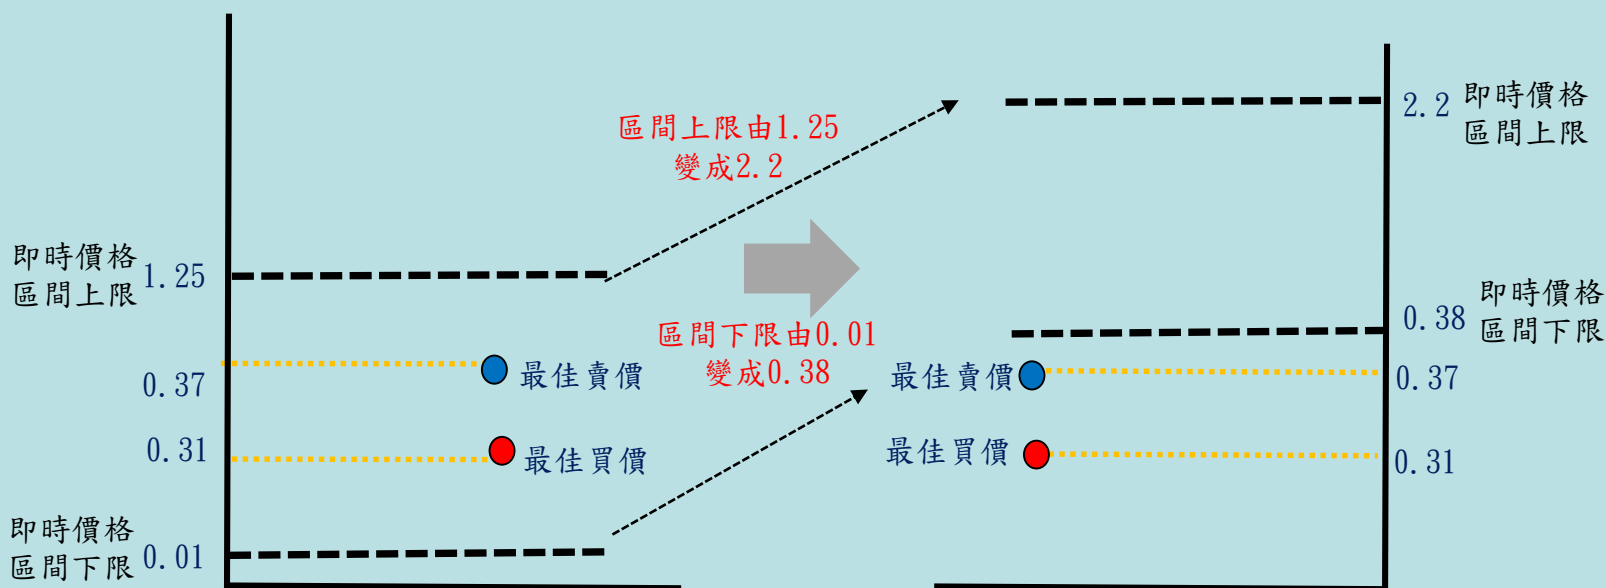 區間上限由1.25
變成2.2
2.2
即時價格
區間上限
即時價格
區間上限
1.25
區間下限由0.01
變成0.38
0.38
即時價格
區間下限
0.37
最佳賣價
最佳賣價
0.37
0.31
最佳買價
最佳買價
0.31
即時價格
區間下限
0.01